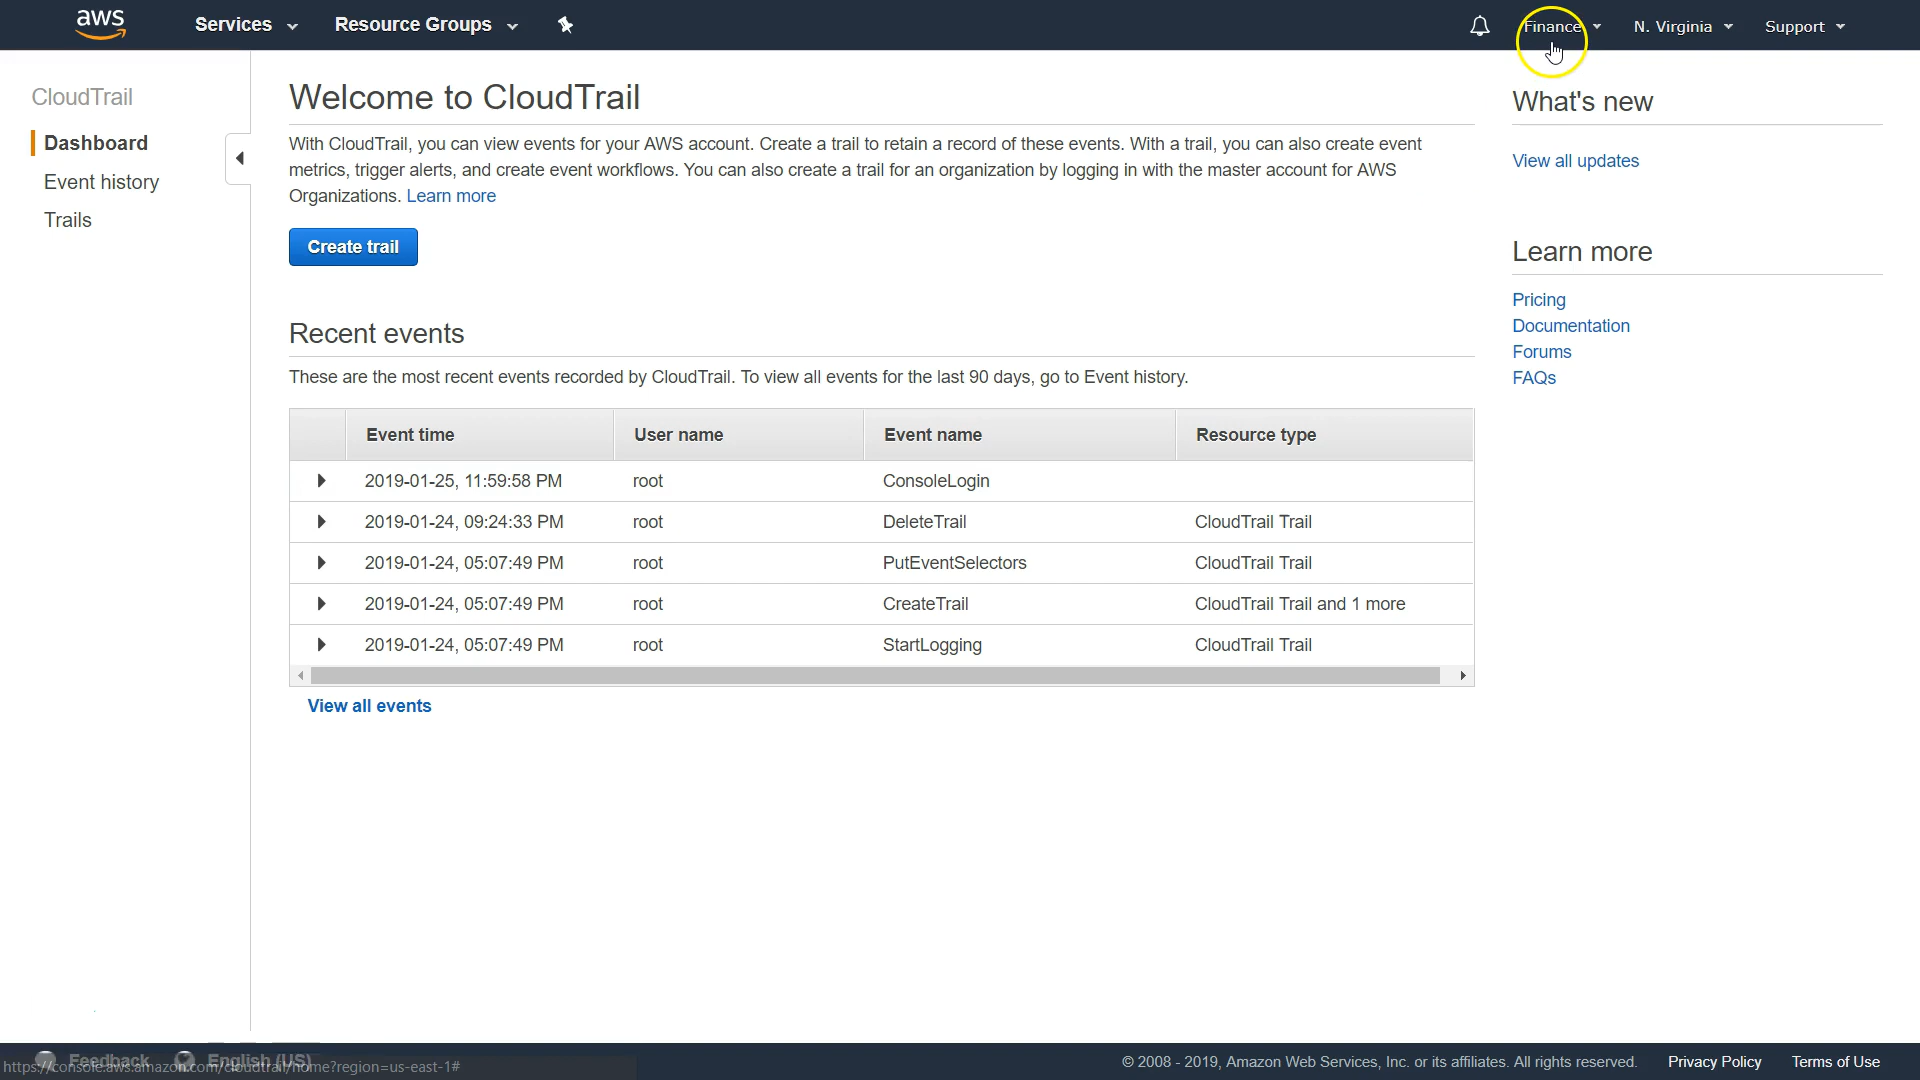 aws Services Resource Groups Finance N. Virginia Support
CloudTrail
Dashboard
Event history
Trails
Welcome to CloudTrail
With CloudTrail, you can view events for your AWS account. Create a trail to retain a record of these events. With a trail, you can also create event
metrics, trigger alerts, and create event workflows. You can also create a trail for an organization by logging in with the master account for AWS
Organizations. Learn more
Create trail
Recent events
These are the most recent events recorded by CloudTrail. To view all events for the last 90 days, go to Event history.
Event time User name Event name Resource type
2019-01-25, 11:59:58 PM root ConsoleLogin
2019-01-24, 09:24:33 PM root DeleteTrail CloudTrail Trail
2019-01-24, 05:07:49 PM root PutEventSelectors CloudTrail Trail
2019-01-24, 05:07:49 PM root CreateTrail CloudTrail Trail and 1 more
2019-01-24, 05:07:49 PM root StartLogging CloudTrail Trail
View all events
What's new
View all updates
Learn more
Pricing
Documentation
Forums
FAQs
Feedback English (US)
https://console.aws.amazon.com/cloudtrail/home?region=us-east-1#
© 2008 - 2019, Amazon Web Services, Inc. or its affiliates. All rights reserved. Privacy Policy Terms of Use